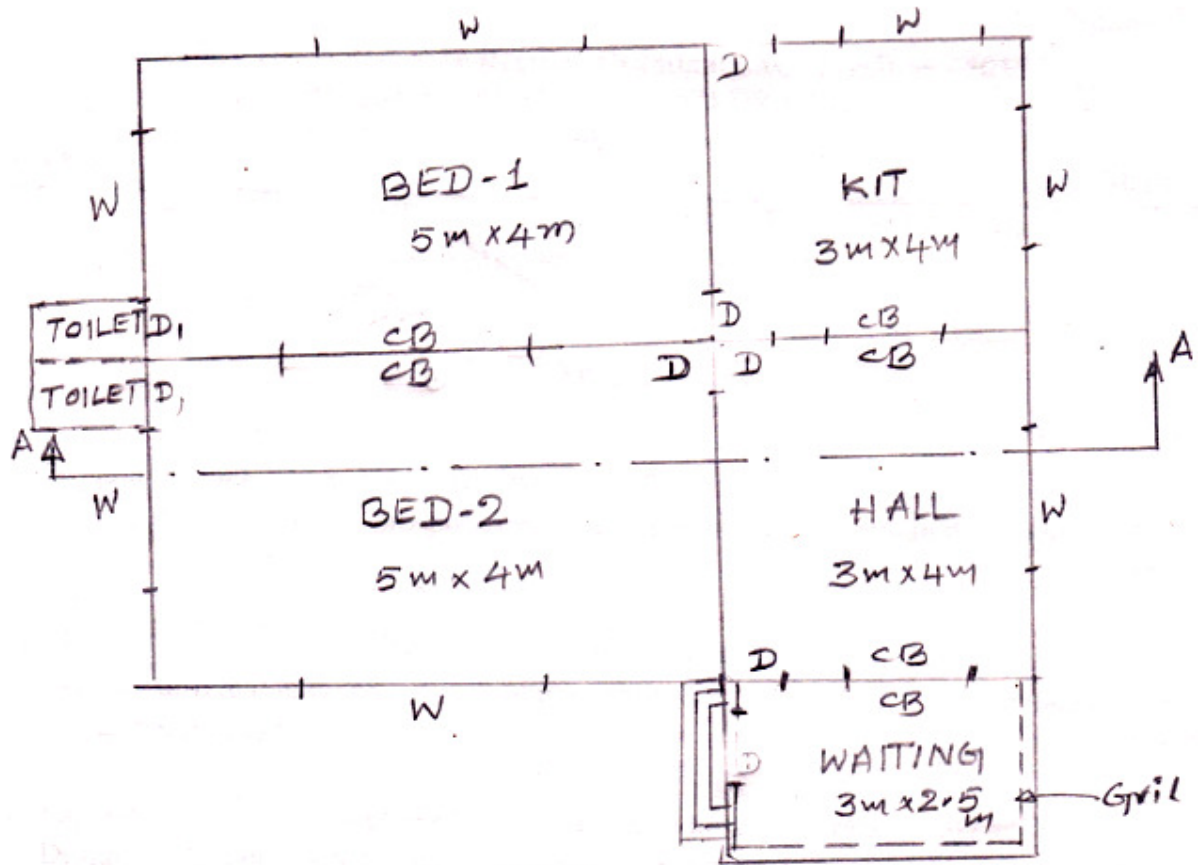 W
W
D
BED-1
5m x 4m
KIT
3m x 4m
W
W
TOILET D1
CB
D
CB
TOILET D1
CB
D
D
CB
A
A
W
BED-2
5m x 4m
HALL
3m x 4m
W
W
D
CB
CB
D
WAITING
3m x 2.5m
Gril